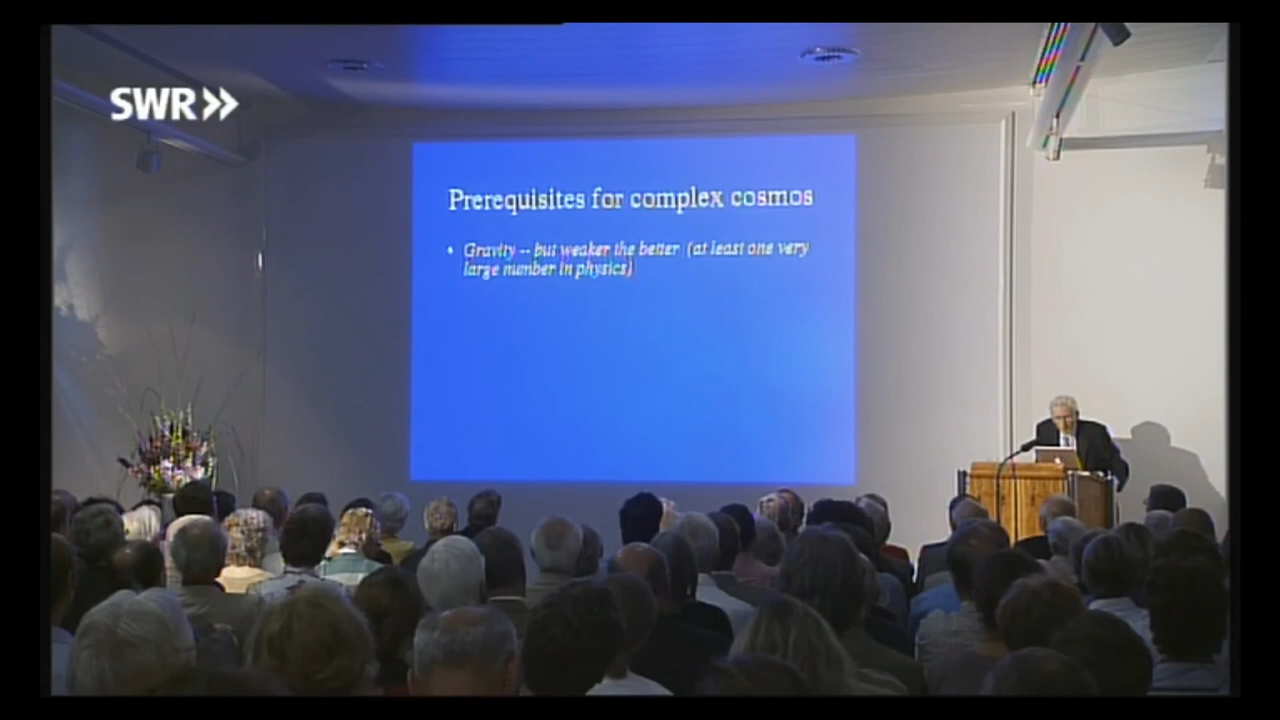 SWR>>
Prerequisites for complex cosmos
• Gravity -- but weaker the better (at least one very
large number in physics)